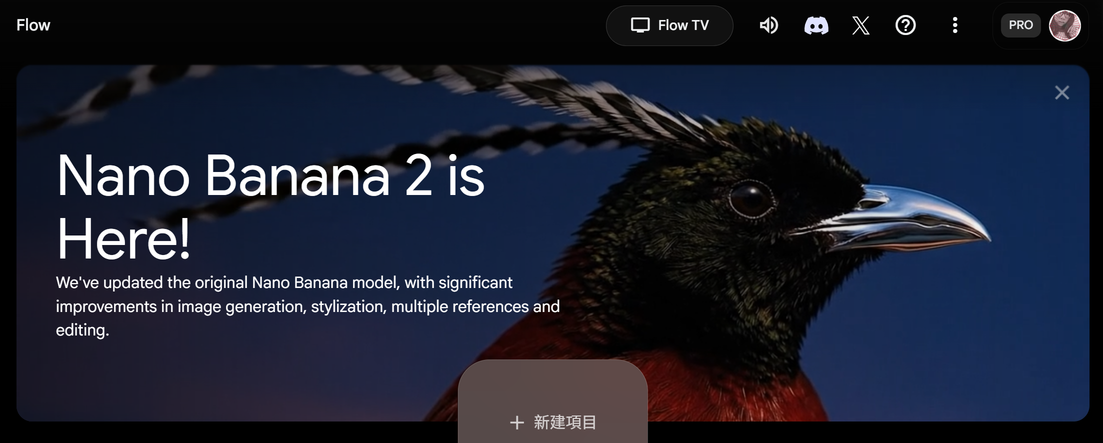 Flow
Flow TV
PRO
Nano Banana 2 is
Here!
We've updated the original Nano Banana model, with significant
improvements in image generation, stylization, multiple references and
editing.
新建項目